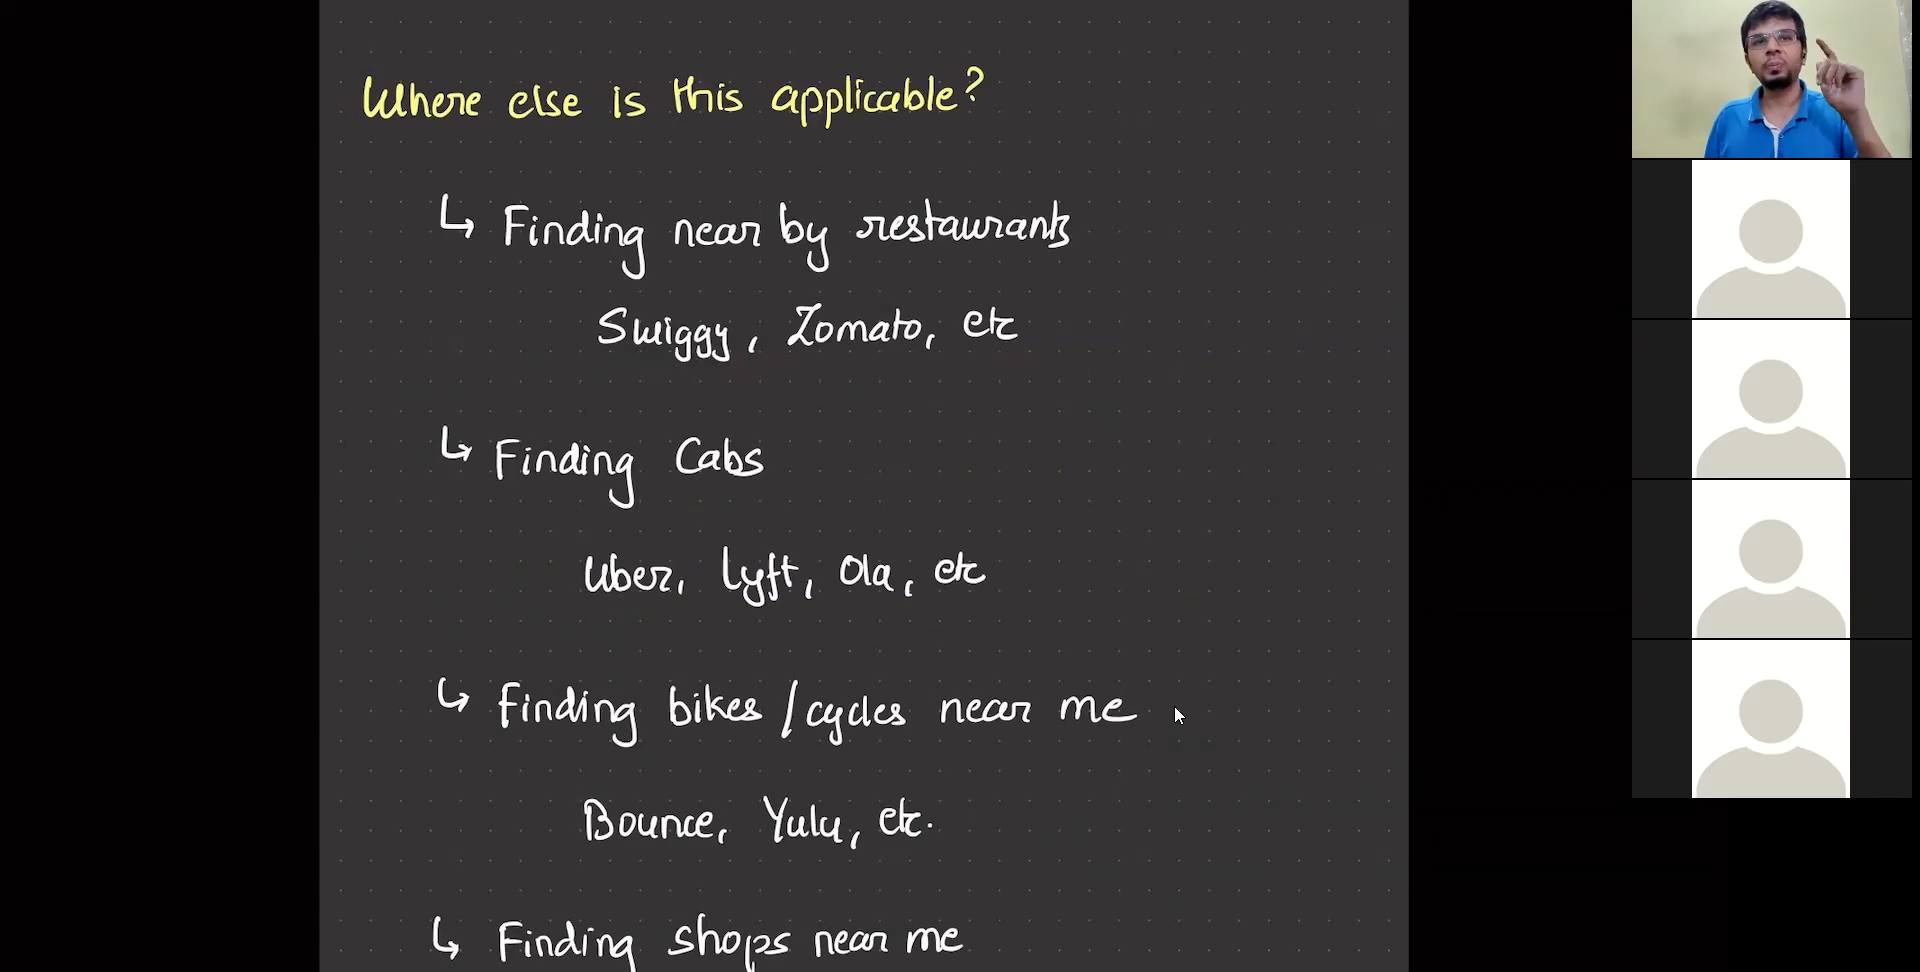 Where else is this applicable?
↳ Finding near by restaurants
Swiggy, Zomato, etc
↳ Finding Cabs
Uber, Lyft, Ola, etc
↳ Finding bikes/cycles near me
Bounce, Yulu, etc.
↳ Finding shops near me